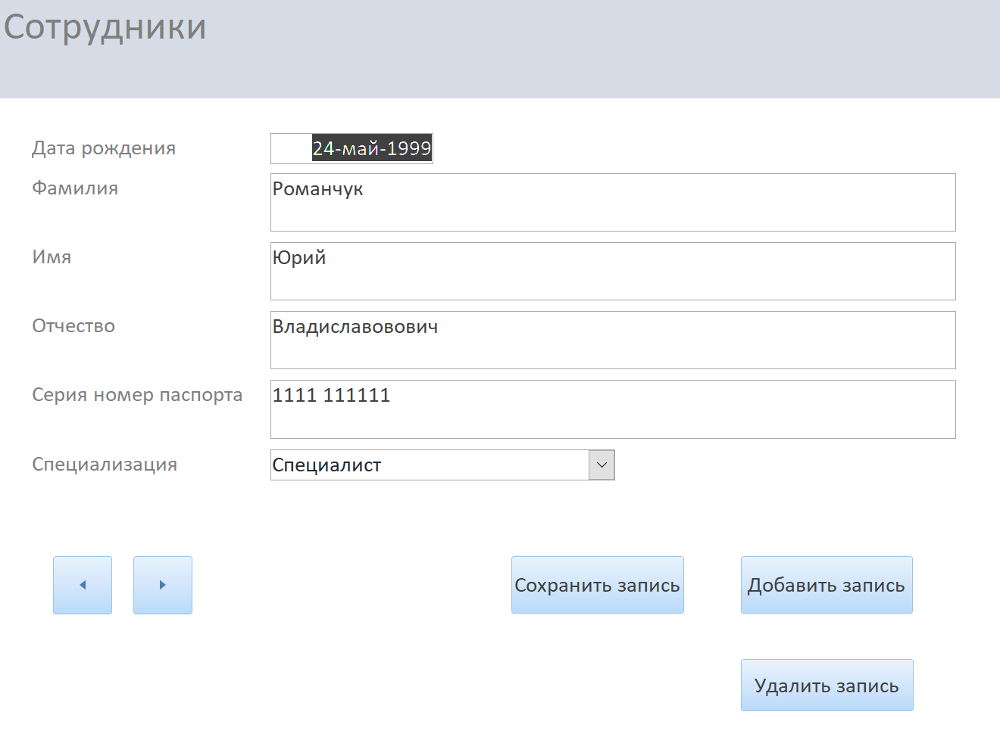 Сотрудники
Дата рождения 24-май-1999
Фамилия Романчук
Имя Юрий
Отчество Владиславовович
Серия номер паспорта 1111 111111
Специализация Специалист
Сохранить запись Добавить запись
Удалить запись